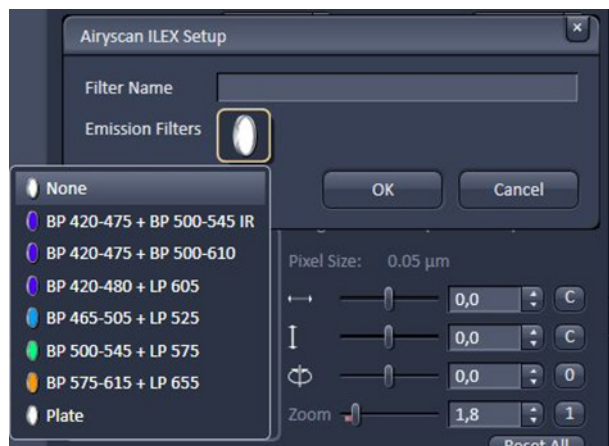 Airyscan ILEX Setup
Filter Name
Emission Filters
None
BP 420-475 + BP 500-545 IR
BP 420-475 + BP 500-610
BP 420-480 + LP 605
BP 465-505 + LP 525
BP 500-545 + LP 575
BP 575-615 + LP 655
Plate
OK Cancel
Pixel Size: 0.05 µm
0,0 C
0,0 C
0,0 0
Zoom 1,8 1
Reset All